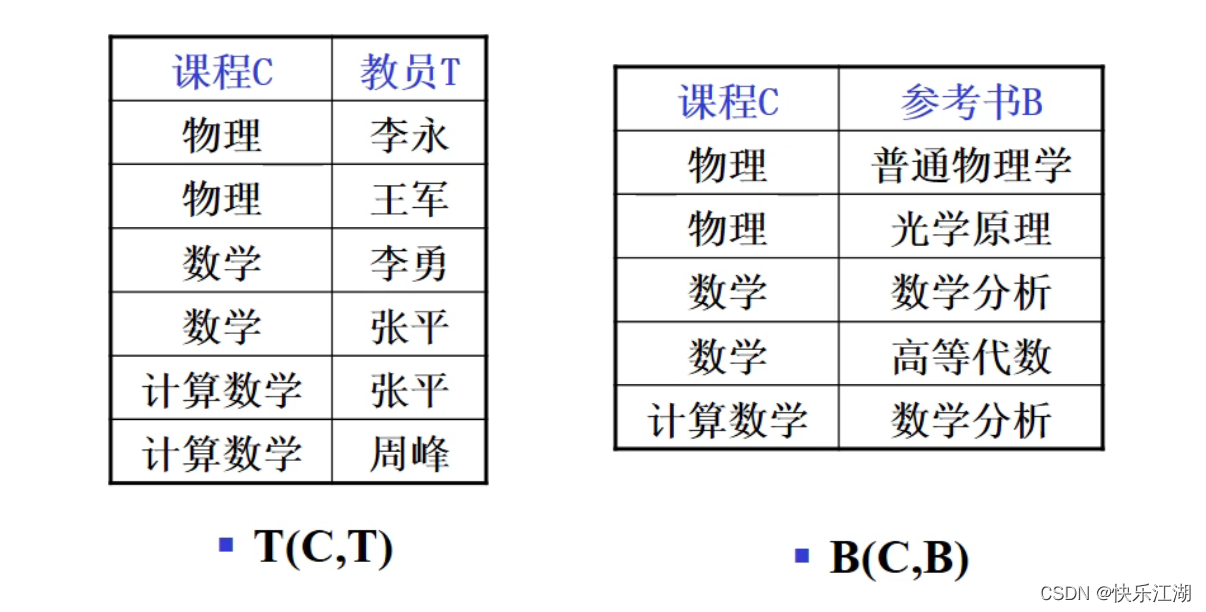 课程C 教员T
物理 李永
物理 王军
数学 李勇
数学 张平
计算数学 张平
计算数学 周峰
T(C,T)
课程C 参考书B
物理 普通物理学
物理 光学原理
数学 数学分析
数学 高等代数
计算数学 数学分析
B(C,B)
CSDN @快乐江湖